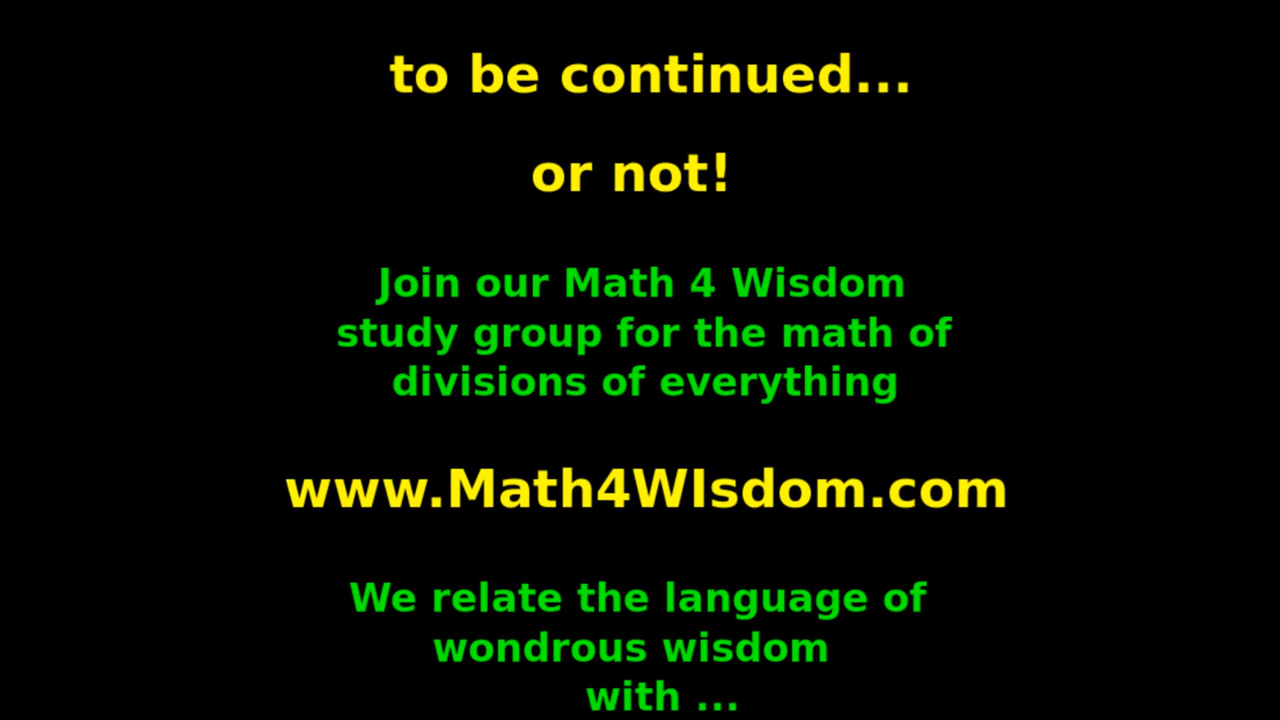 to be continued...
or not!
Join our Math 4 Wisdom
study group for the math of
divisions of everything
www.Math4WIsdom.com
We relate the language of
wondrous wisdom
with ...